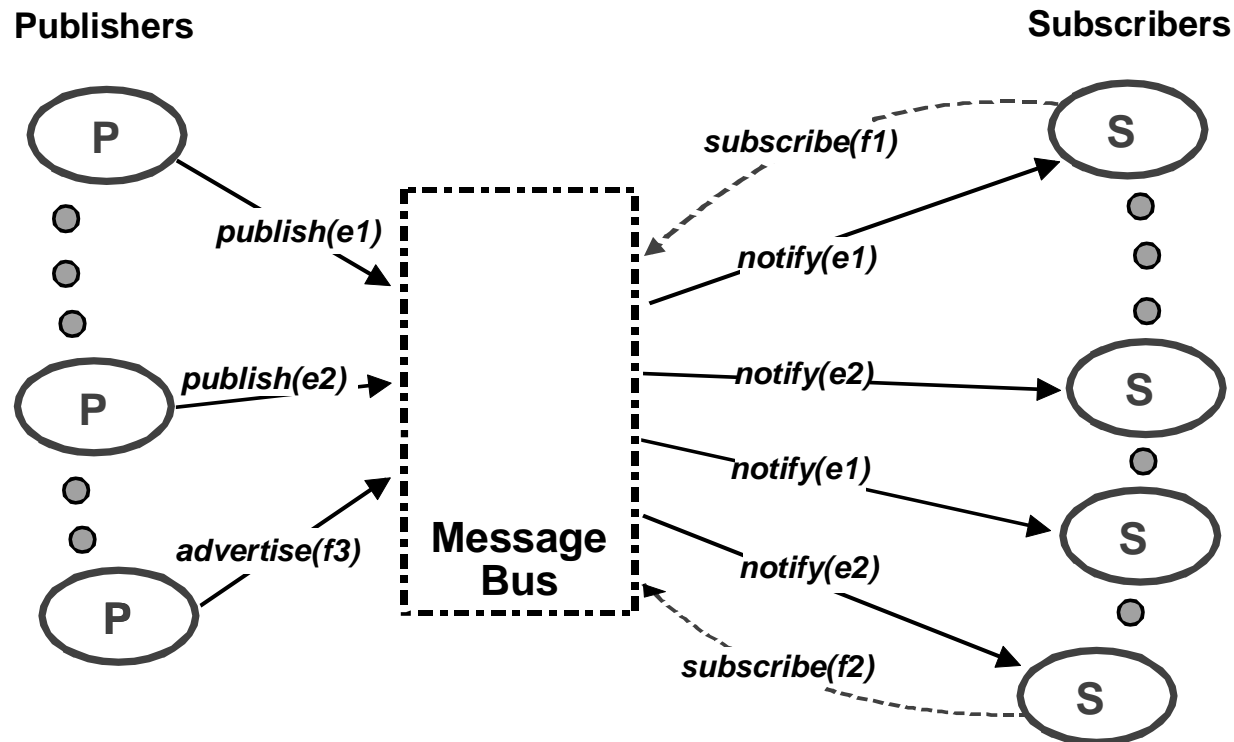 Publishers
Subscribers
P
S
subscribe(f1)
publish(e1)
notify(e1)
publish(e2)
notify(e2)
P
S
notify(e1)
advertise(f3)
Message
Bus
S
notify(e2)
P
subscribe(f2)
S